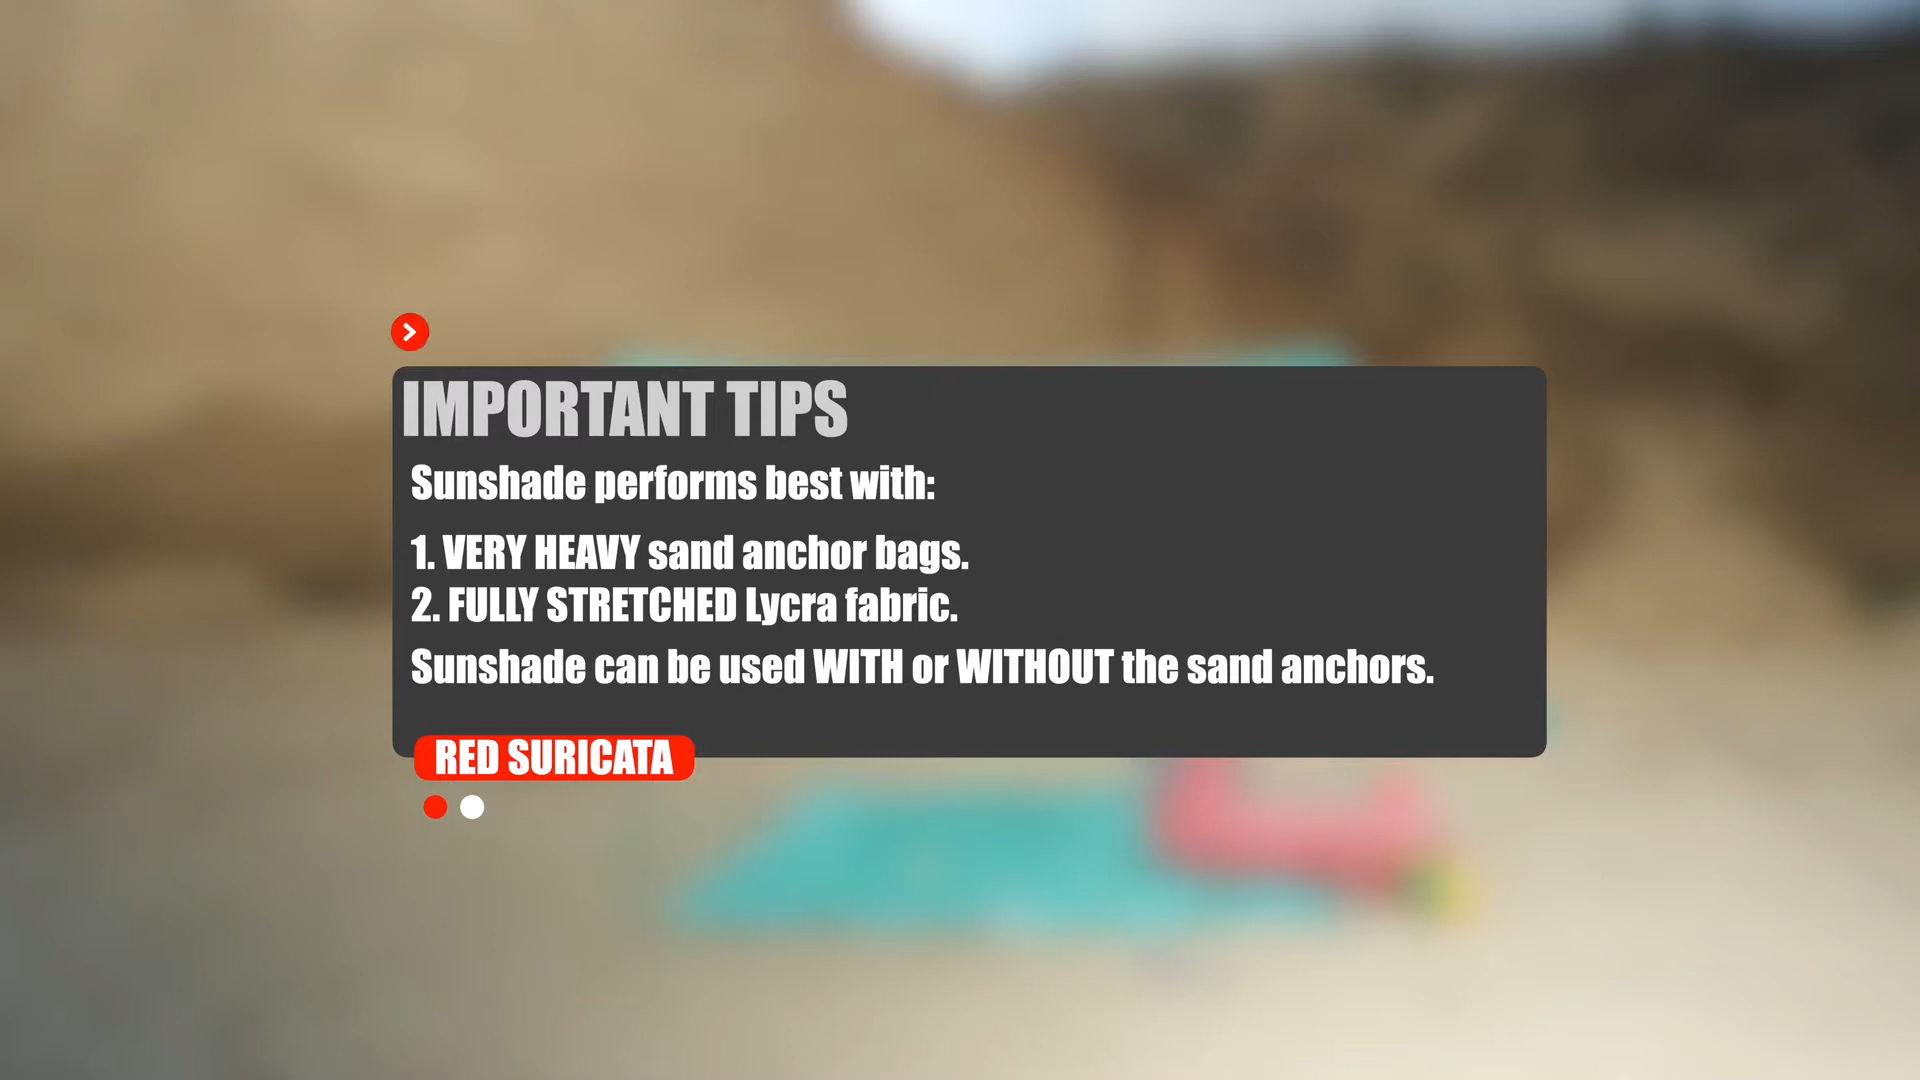 IMPORTANT TIPS
Sunshade performs best with:
1. VERY HEAVY sand anchor bags.
2. FULLY STRETCHED Lycra fabric.
Sunshade can be used WITH or WITHOUT the sand anchors.
RED SURICATA